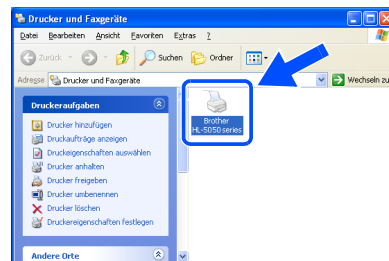 Drucker und Faxgeräte
Datei Bearbeiten Ansicht Favoriten Extras ?
Zurück Suchen Ordner
Adresse Drucker und Faxgeräte Wechseln zu
Druckeraufgaben
Drucker hinzufügen
Druckaufträge anzeigen
Druckeigenschaften auswählen
Drucker anhalten
Drucker freigeben
Drucker umbenennen
Drucker löschen
Druckereigenschaften festlegen
Andere Orte
Brother
HL-5050 series